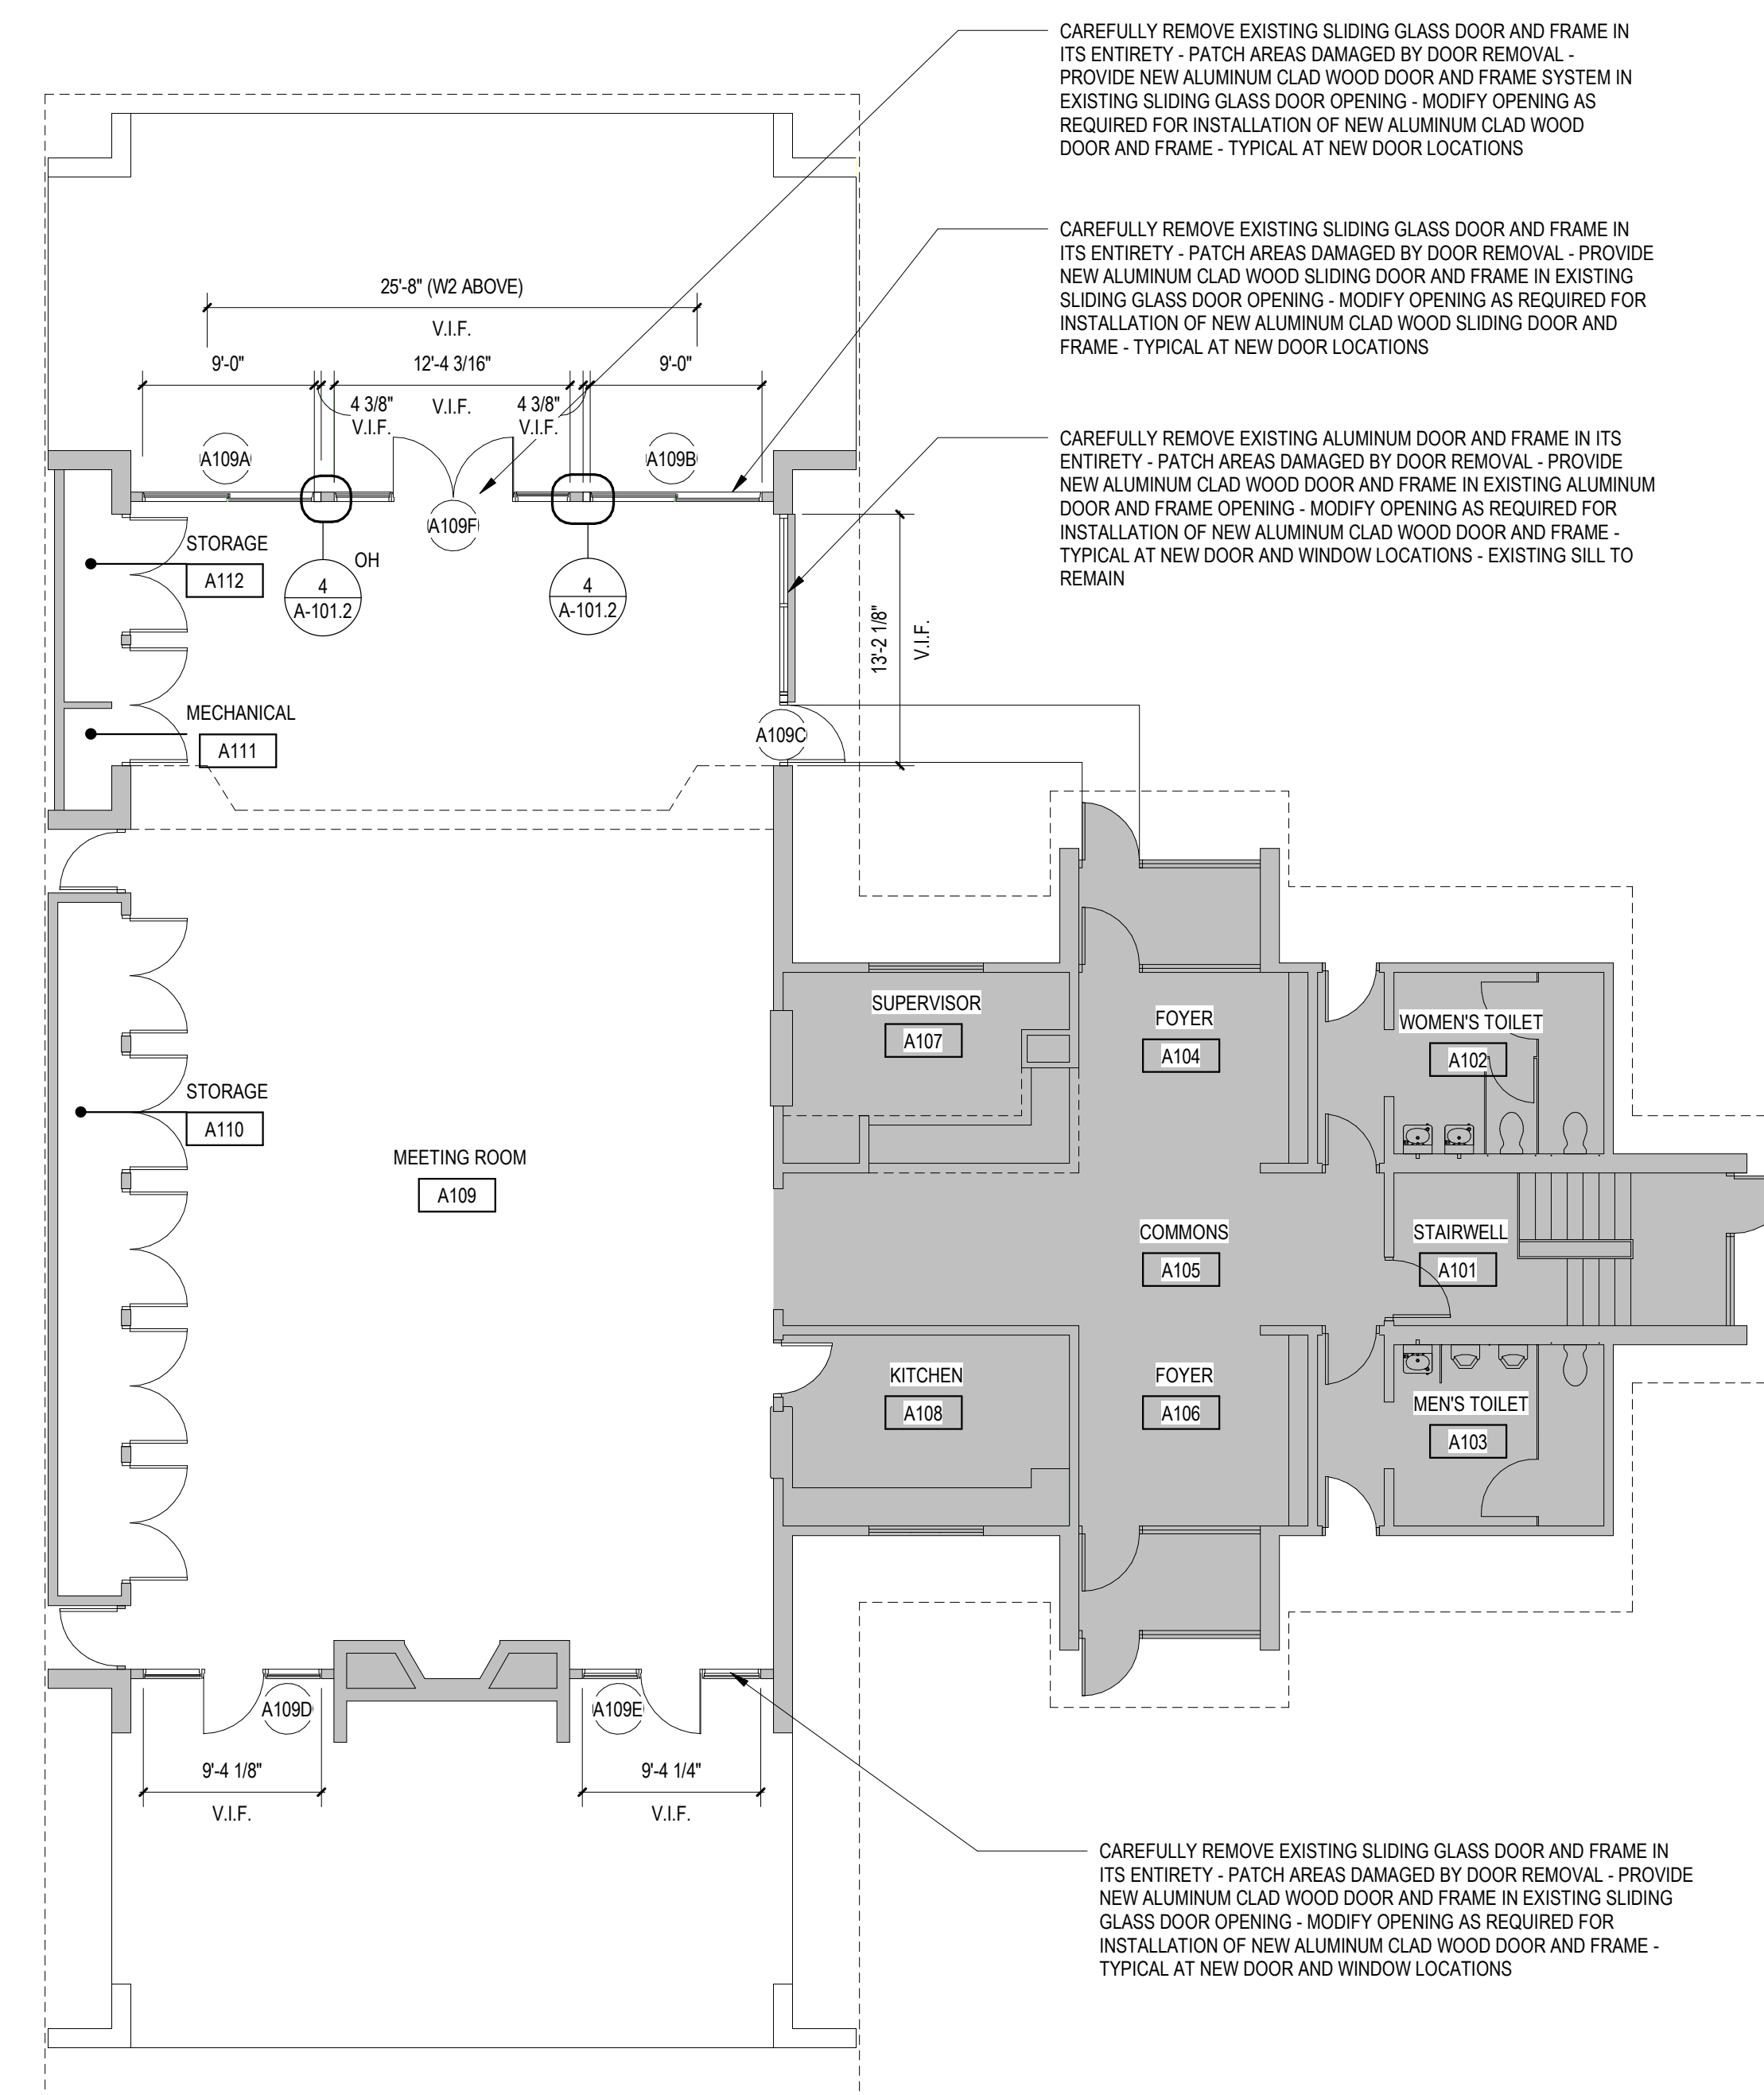 CAREFULLY REMOVE EXISTING SLIDING GLASS DOOR AND FRAME IN
ITS ENTIRETY - PATCH AREAS DAMAGED BY DOOR REMOVAL -
PROVIDE NEW ALUMINUM CLAD WOOD DOOR AND FRAME SYSTEM IN
EXISTING SLIDING GLASS DOOR OPENING - MODIFY OPENING AS
REQUIRED FOR INSTALLATION OF NEW ALUMINUM CLAD WOOD
DOOR AND FRAME - TYPICAL AT NEW DOOR LOCATIONS
CAREFULLY REMOVE EXISTING SLIDING GLASS DOOR AND FRAME IN
ITS ENTIRETY - PATCH AREAS DAMAGED BY DOOR REMOVAL - PROVIDE
NEW ALUMINUM CLAD WOOD SLIDING DOOR AND FRAME IN EXISTING
SLIDING GLASS DOOR OPENING - MODIFY OPENING AS REQUIRED FOR
INSTALLATION OF NEW ALUMINUM CLAD WOOD SLIDING DOOR AND
FRAME - TYPICAL AT NEW DOOR LOCATIONS
25'-8" (W2 ABOVE)
V.I.F.
9'-0"
12'-4 3/16"
9'-0"
4 3/8"
V.I.F.
V.I.F.
4 3/8"
V.I.F.
CAREFULLY REMOVE EXISTING ALUMINUM DOOR AND FRAME IN ITS
ENTIRETY - PATCH AREAS DAMAGED BY DOOR REMOVAL - PROVIDE
NEW ALUMINUM CLAD WOOD DOOR AND FRAME IN EXISTING ALUMINUM
DOOR AND FRAME OPENING - MODIFY OPENING AS REQUIRED FOR
INSTALLATION OF NEW ALUMINUM CLAD WOOD DOOR AND FRAME -
TYPICAL AT NEW DOOR AND WINDOW LOCATIONS - EXISTING SILL TO
REMAIN
A109A
A109B
A109F
STORAGE
A112
OH
4
A-101.2
4
A-101.2
13'-2 1/8"
V.I.F.
MECHANICAL
A111
A109C
SUPERVISOR
A107
FOYER
A104
WOMEN'S TOILET
A102
STORAGE
A110
MEETING ROOM
A109
COMMONS
A105
STAIRWELL
A101
KITCHEN
A108
FOYER
A106
MEN'S TOILET
A103
A109D
A109E
9'-4 1/8"
V.I.F.
9'-4 1/4"
V.I.F.
CAREFULLY REMOVE EXISTING SLIDING GLASS DOOR AND FRAME IN
ITS ENTIRETY - PATCH AREAS DAMAGED BY DOOR REMOVAL - PROVIDE
NEW ALUMINUM CLAD WOOD DOOR AND FRAME IN EXISTING SLIDING
GLASS DOOR OPENING - MODIFY OPENING AS REQUIRED FOR
INSTALLATION OF NEW ALUMINUM CLAD WOOD DOOR AND FRAME -
TYPICAL AT NEW DOOR AND WINDOW LOCATIONS